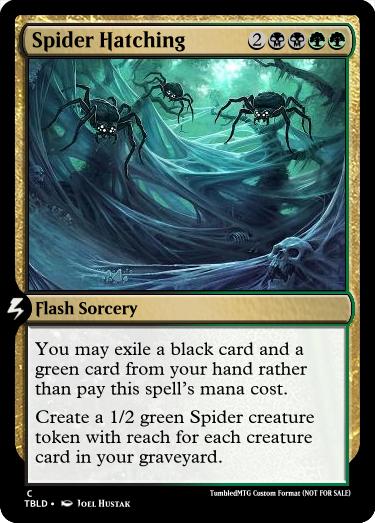 Spider Hatching 2
Flash Sorcery
You may exile a black card and a
green card from your hand rather
than pay this spell's mana cost.
Create a 1/2 green Spider creature
token with reach for each creature
card in your graveyard.
C
TBLD • Joel Hustak
TumbledMTG Custom Format (NOT FOR SALE)